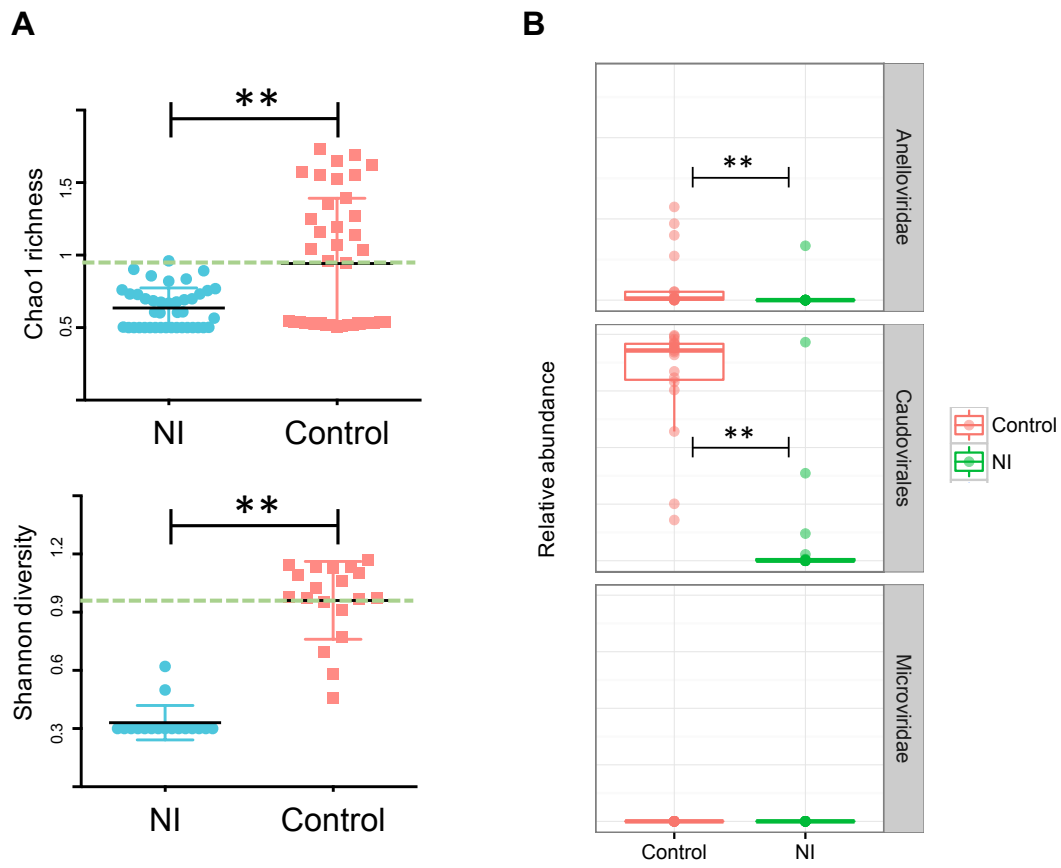 A
B
**
Chao1 richness
0.5
1
1.5
NI
Control
**
Shannon diversity
0.3
0.6
0.9
1.2
NI
Control
Relative abundance
**
Anelloviridae
**
Caudovirales
Microviridae
Control
NI
Control
NI